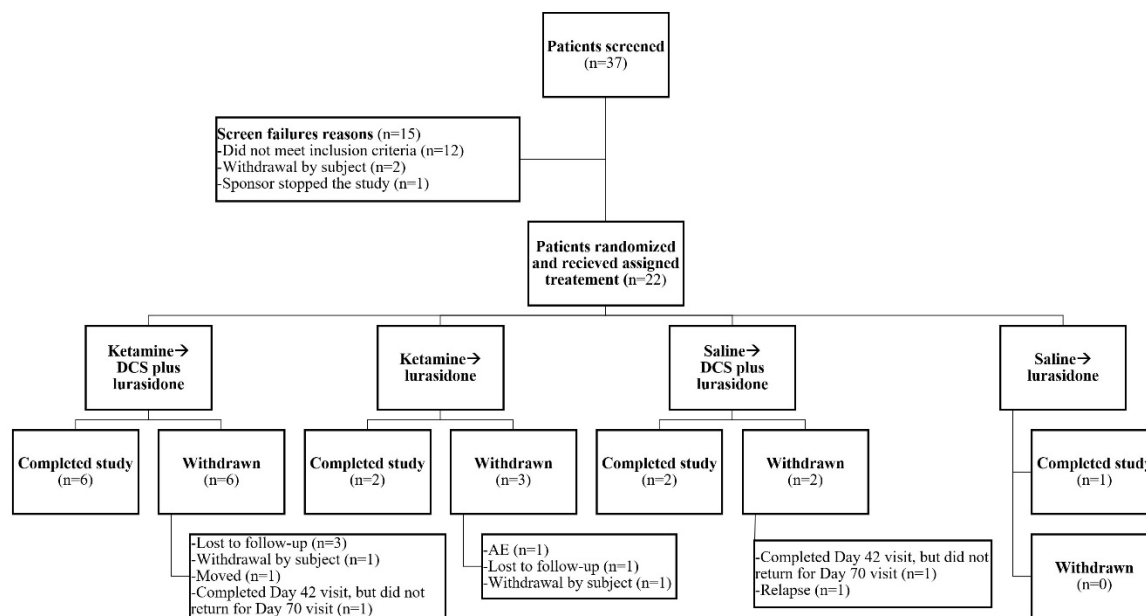 Patients screened
(n=37)
Screen failures reasons (n=15)
-Did not meet inclusion criteria (n=12)
-Withdrawal by subject (n=2)
-Sponsor stopped the study (n=1)
Patients randomized
and recieved assigned
treatement (n=22)
Ketamine→
DCS plus
lurasidone
Ketamine→
lurasidone
Saline→
DCS plus
lurasidone
Saline→
lurasidone
Completed study
(n=6)
Withdrawn
(n=6)
Completed study
(n=2)
Withdrawn
(n=3)
Completed study
(n=2)
Withdrawn
(n=2)
Completed study
(n=1)
-Lost to follow-up (n=3)
-Withdrawal by subject (n=1)
-Moved (n=1)
-Completed Day 42 visit, but did not
return for Day 70 visit (n=1)
-AE (n=1)
-Lost to follow-up (n=1)
-Withdrawal by subject (n=1)
-Completed Day 42 visit, but did not
return for Day 70 visit (n=1)
-Relapse (n=1)
Withdrawn
(n=0)